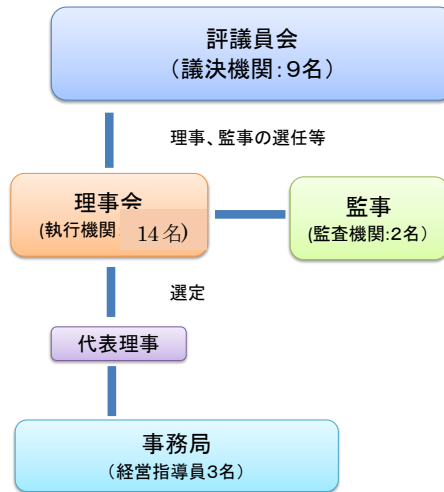 評議員会
（議決機関：９名）
理事、監事の選任等
理事会
(執行機関 14名)
監事
(監査機関:2名）
選定
代表理事
事務局
（経営指導員3名）